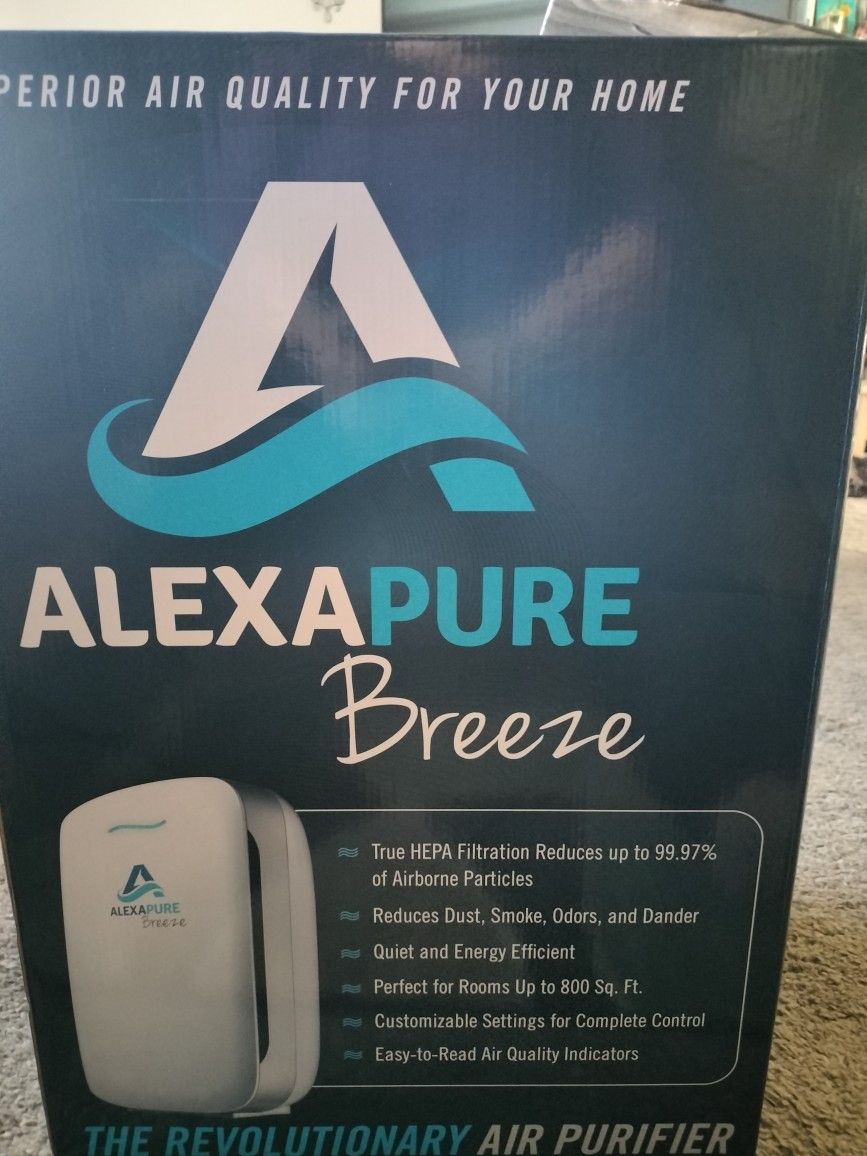 PERIOR AIR QUALITY FOR YOUR HOME
ALEXAPURE
Breeze
ALEXAPURE
Breeze
True HEPA Filtration Reduces up to 99.97%
of Airborne Particles
Reduces Dust, Smoke, Odors, and Dander
Quiet and Energy Efficient
Perfect for Rooms Up to 800 Sq. Ft.
Customizable Settings for Complete Control
Easy-to-Read Air Quality Indicators
THE REVOLUTIONARY AIR PURIFIER